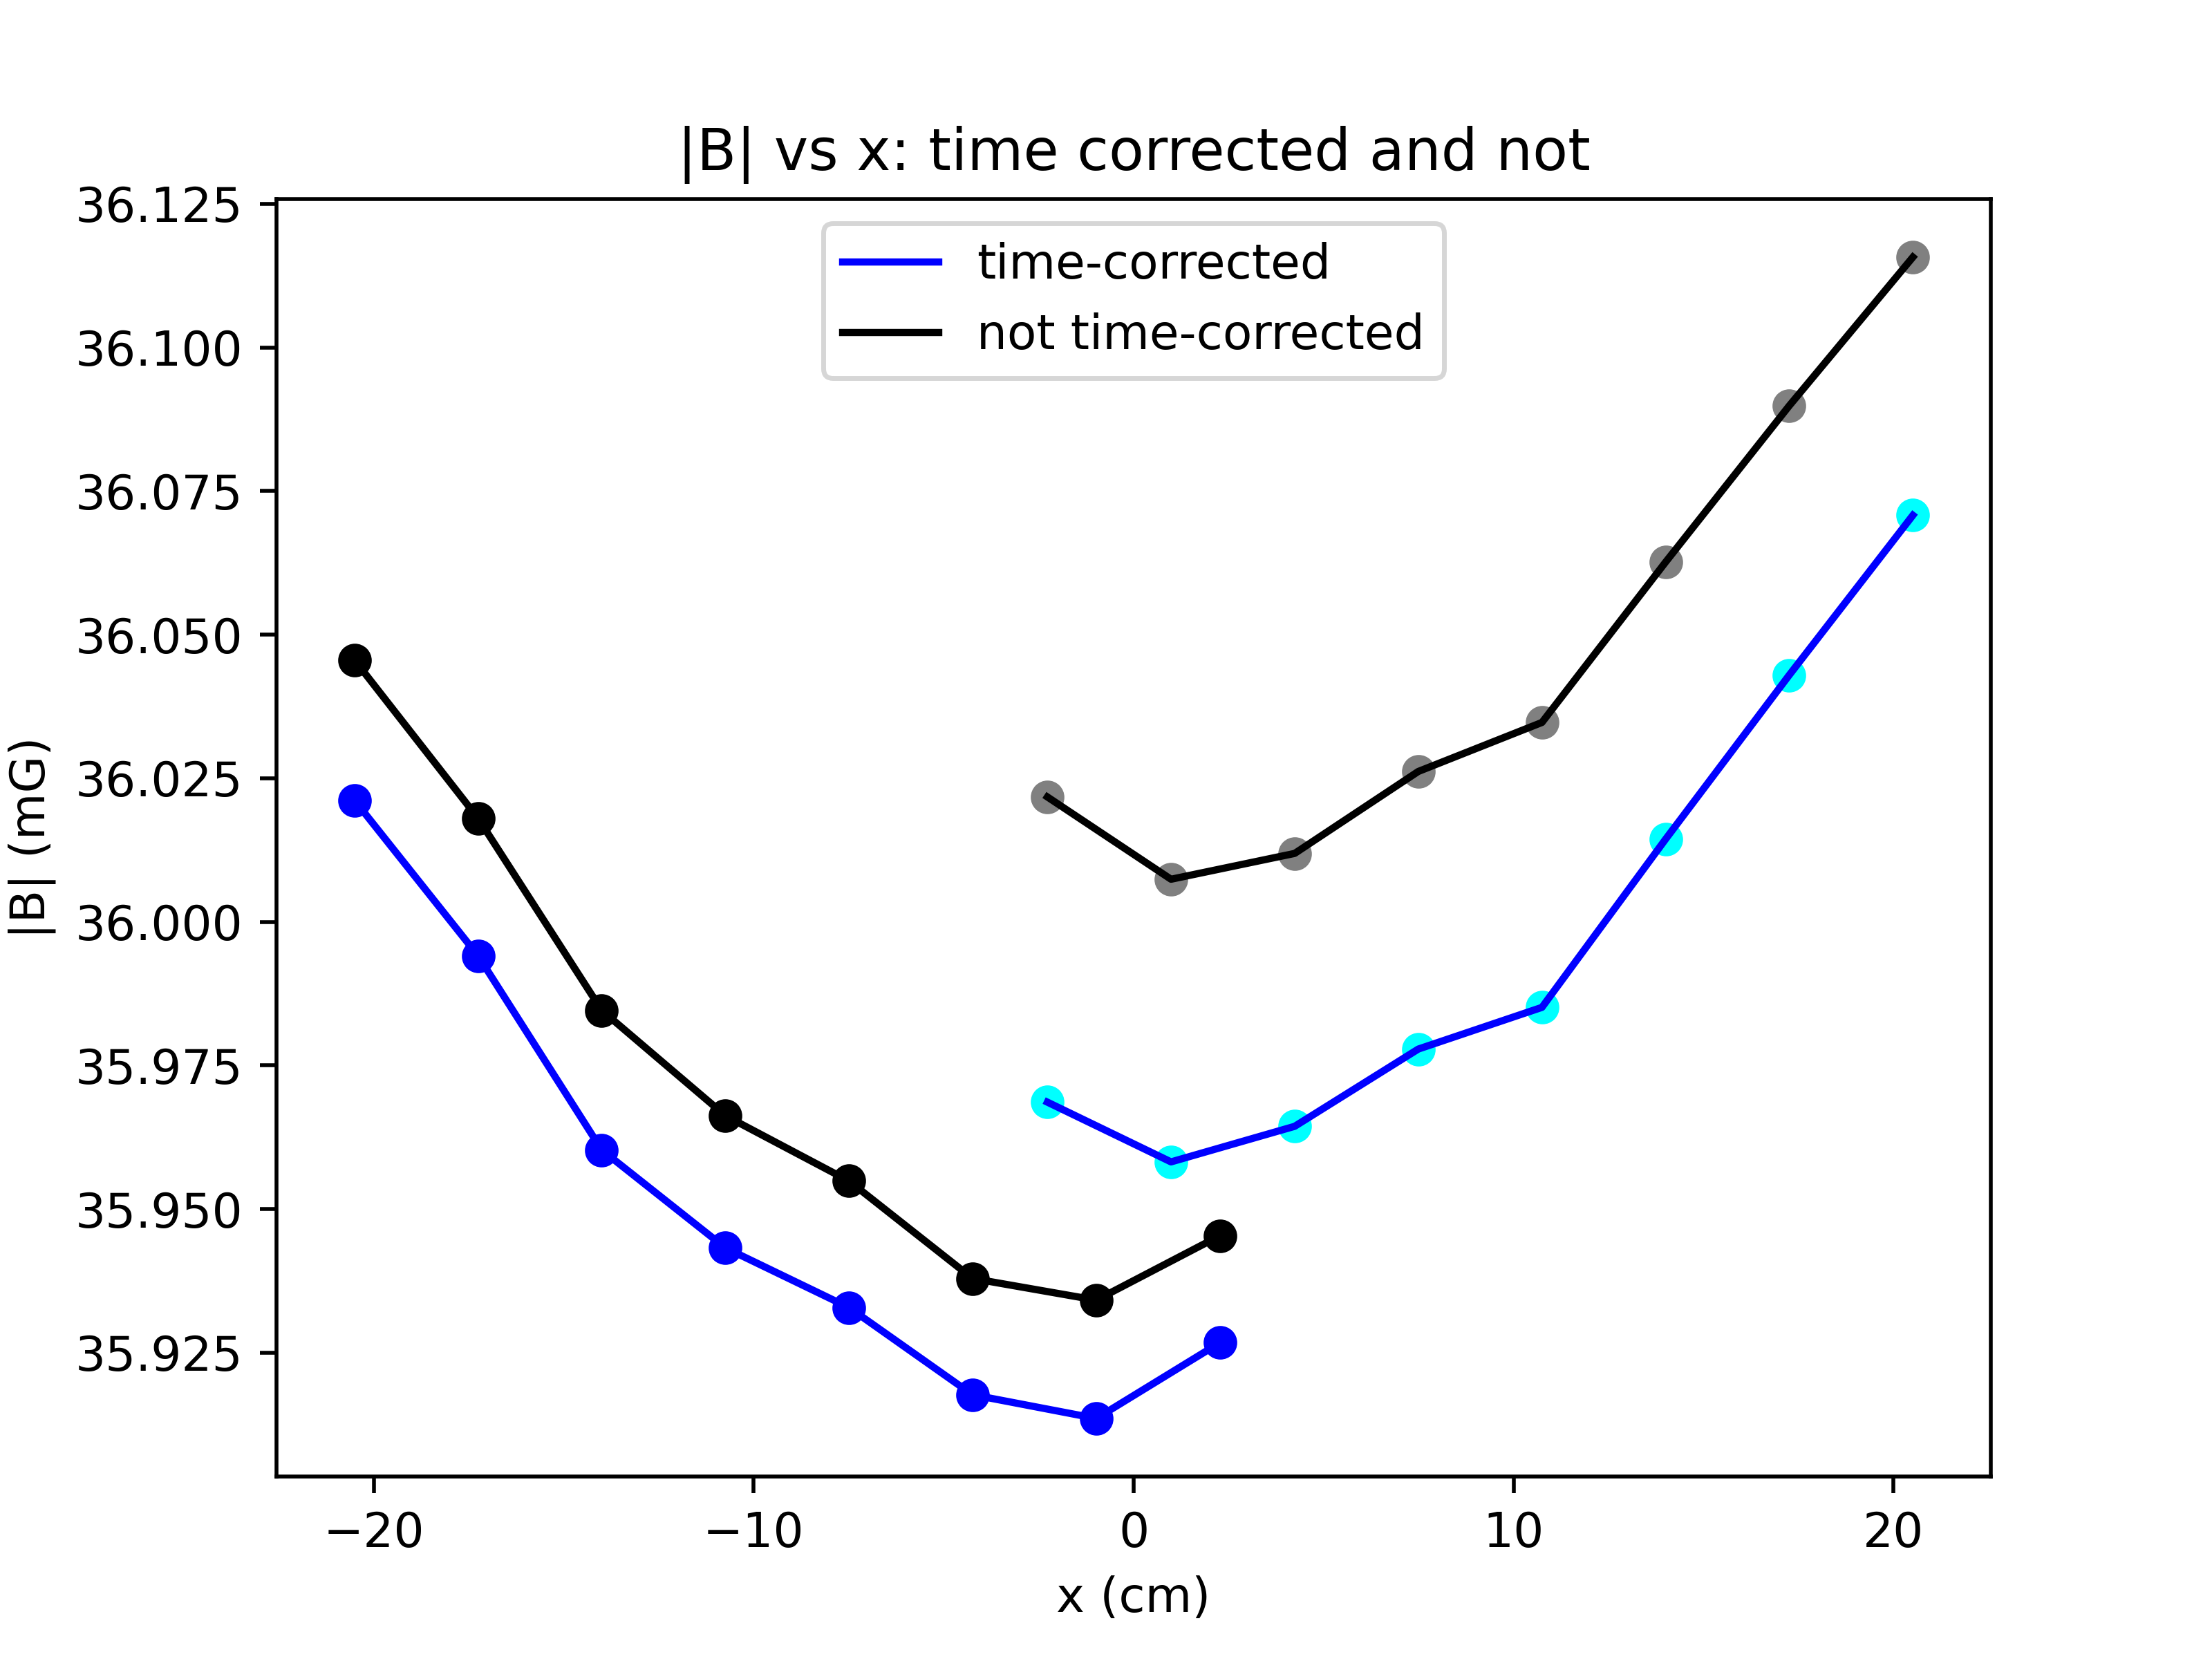 |B| vs x: time corrected and not
time-corrected
not time-corrected
36.125
36.100
36.075
36.050
36.025
36.000
35.975
35.950
35.925
|B| (mG)
−20 −10 0 10 20
x (cm)